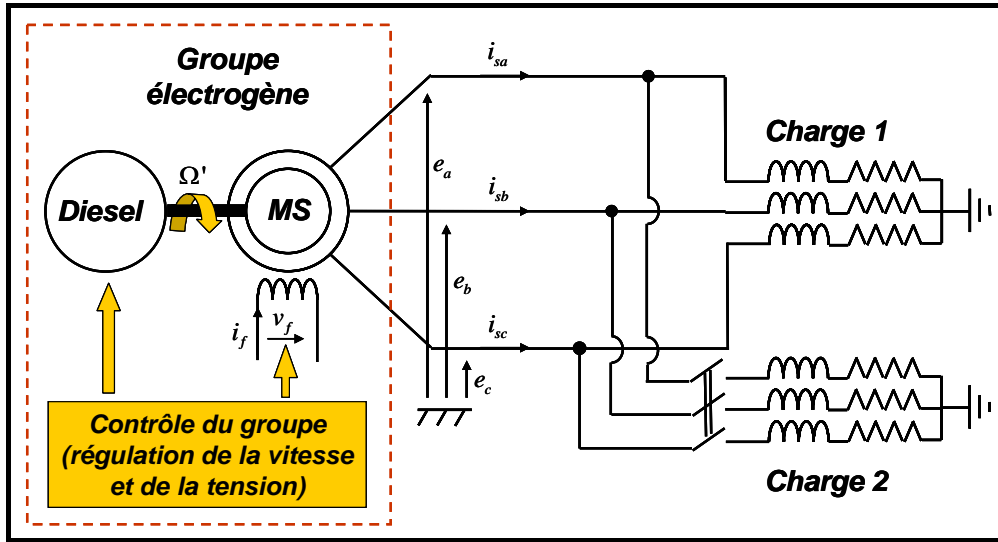 Groupe
électrogène
Diesel
Ω'
MS
i_f
v_f
Contrôle du groupe
(régulation de la vitesse
et de la tension)
i_sa
i_sb
i_sc
e_a
e_b
e_c
Charge 1
Charge 2